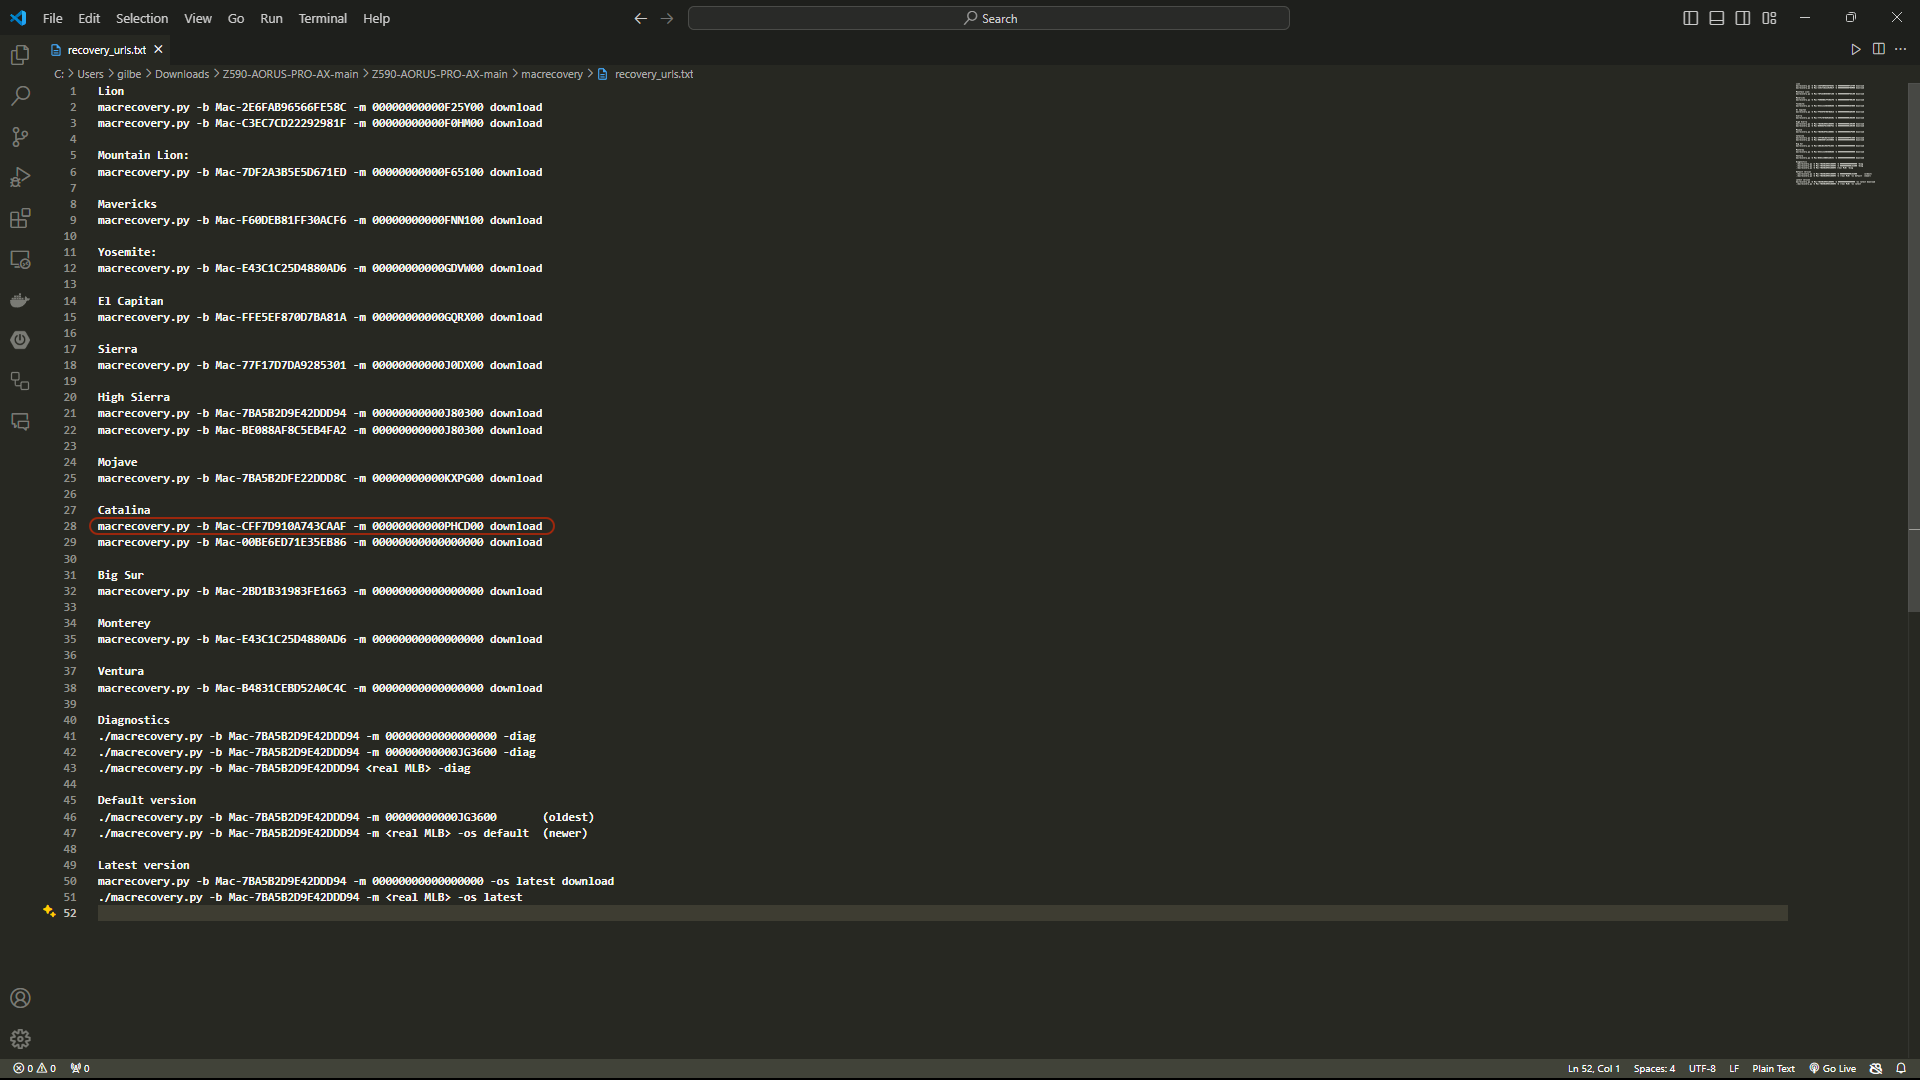 File Edit Selection View Go Run Terminal Help
Search
recovery_urls.txt
C: > Users > gilbe > Downloads > Z590-AORUS-PRO-AX-main > Z590-AORUS-PRO-AX-main > macrecovery > recovery_urls.txt
1 Lion
2 macrecovery.py -b Mac-2E6FAB96566FE58C -m 00000000000F25Y00 download
3 macrecovery.py -b Mac-C3EC7CD22292981F -m 00000000000F0HM00 download
4
5 Mountain Lion:
6 macrecovery.py -b Mac-7DF2A3B5E5D671ED -m 00000000000F65100 download
7
8 Mavericks
9 macrecovery.py -b Mac-F60DEB81FF30ACF6 -m 00000000000FNN100 download
10
11 Yosemite:
12 macrecovery.py -b Mac-E43C1C25D4880AD6 -m 00000000000GDVW00 download
13
14 El Capitan
15 macrecovery.py -b Mac-FFE5EF870D7BA81A -m 00000000000GQRX00 download
16
17 Sierra
18 macrecovery.py -b Mac-77F17D7DA9285301 -m 00000000000J0DX00 download
19
20 High Sierra
21 macrecovery.py -b Mac-7BA5B2D9E42DDD94 -m 00000000000J80300 download
22 macrecovery.py -b Mac-BE088AF8C5EB4FA2 -m 00000000000J80300 download
23
24 Mojave
25 macrecovery.py -b Mac-7BA5B2DFE22DDD8C -m 00000000000KXPG00 download
26
27 Catalina
28 macrecovery.py -b Mac-CFF7D910A743CAAF -m 00000000000PHCD00 download
29 macrecovery.py -b Mac-00BE6ED71E35EB86 -m 00000000000000000 download
30
31 Big Sur
32 macrecovery.py -b Mac-2BD1B31983FE1663 -m 00000000000000000 download
33
34 Monterey
35 macrecovery.py -b Mac-E43C1C25D4880AD6 -m 00000000000000000 download
36
37 Ventura
38 macrecovery.py -b Mac-B4831CEBD52A0C4C -m 00000000000000000 download
39
40 Diagnostics
41 ./macrecovery.py -b Mac-7BA5B2D9E42DDD94 -m 00000000000000000 -diag
42 ./macrecovery.py -b Mac-7BA5B2D9E42DDD94 -m 00000000000JG3600 -diag
43 ./macrecovery.py -b Mac-7BA5B2D9E42DDD94 <real MLB> -diag
44
45 Default version
46 ./macrecovery.py -b Mac-7BA5B2D9E42DDD94 -m 00000000000JG3600 (oldest)
47 ./macrecovery.py -b Mac-7BA5B2D9E42DDD94 -m <real MLB> -os default (newer)
48
49 Latest version
50 macrecovery.py -b Mac-7BA5B2D9E42DDD94 -m 00000000000000000 -os latest download
51 ./macrecovery.py -b Mac-7BA5B2D9E42DDD94 -m <real MLB> -os latest
52
0 0 0 Ln 52, Col 1 Spaces: 4 UTF-8 LF Plain Text Go Live